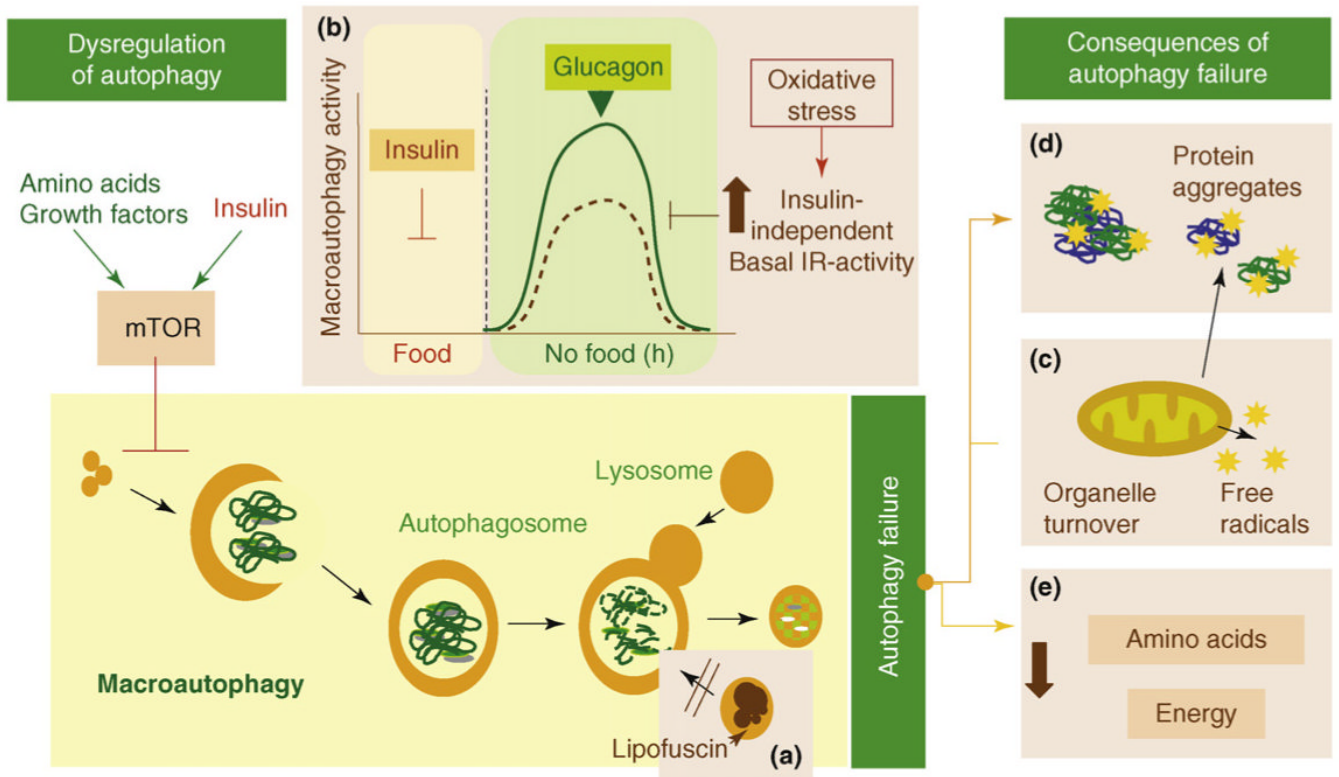 Dysregulation
of autophagy
Amino acids
Growth factors
Insulin
mTOR
(b)
Macroautophagy activity
Insulin
Glucagon
Food
No food (h)
Oxidative
stress
Insulin-
independent
Basal IR-activity
Lysosome
Autophagosome
Macroautophagy
Lipofuscin
(a)
Autophagy failure
Consequences of
autophagy failure
(d)
Protein
aggregates
(c)
Organelle
turnover
Free
radicals
(e)
Amino acids
Energy